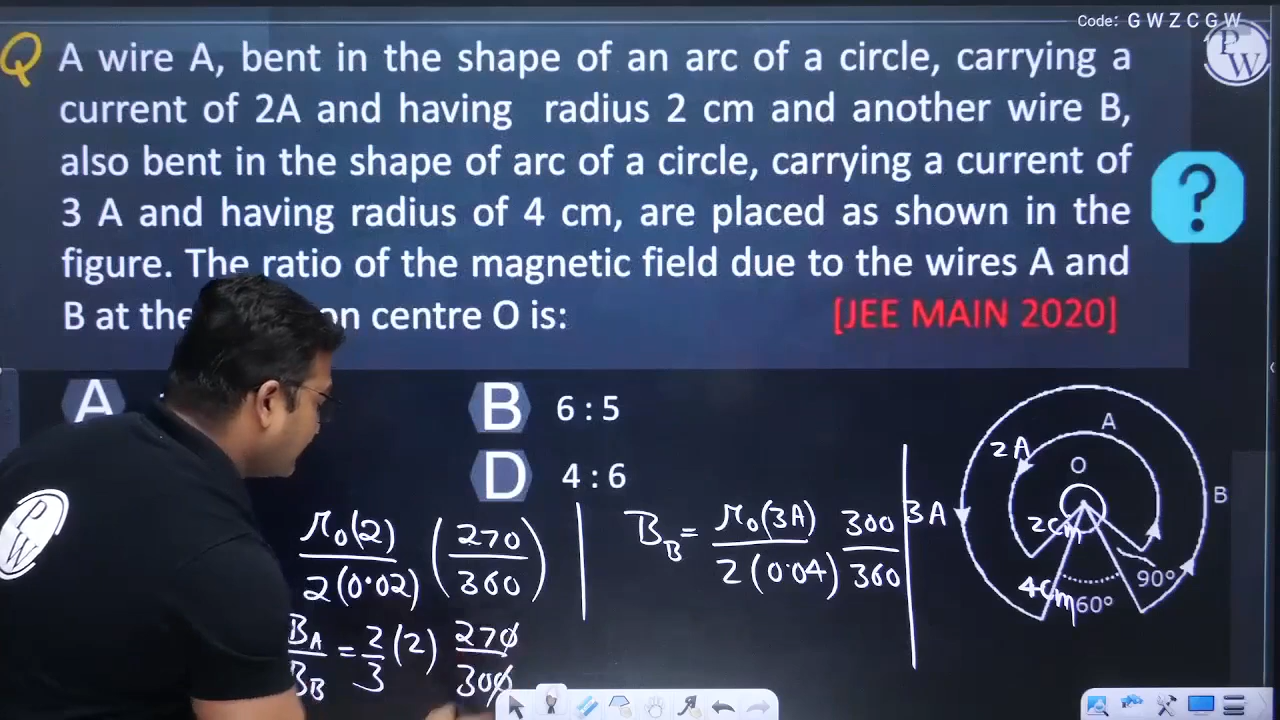 Code: G W Z C G W
Q A wire A, bent in the shape of an arc of a circle, carrying a
current of 2A and having radius 2 cm and another wire B,
also bent in the shape of arc of a circle, carrying a current of
3 A and having radius of 4 cm, are placed as shown in the
figure. The ratio of the magnetic field due to the wires A and
B at the on centre O is: [JEE MAIN 2020]
P W
?
A
B 6 : 5
D 4 : 6
μ₀(2) / 2(0.02) (270 / 360)
B_B = μ₀(3A) / 2(0.04) 300 / 360
B_A / B_B = 2/3 (2) 270 / 300
A
2A
O
B
3A
2cm
90°
4cm
60°
P W